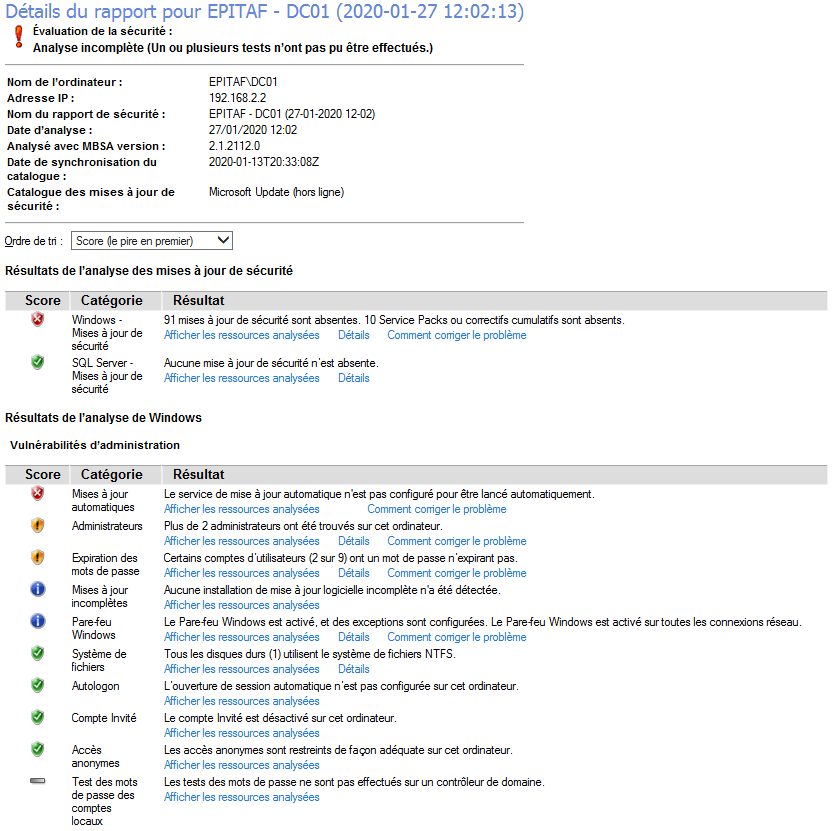 Détails du rapport pour EPITAF - DC01 (2020-01-27 12:02:13)
Évaluation de la sécurité :
Analyse incomplète (Un ou plusieurs tests n'ont pas pu être effectués.)
Nom de l'ordinateur : EPITAF\DC01
Adresse IP : 192.168.2.2
Nom du rapport de sécurité : EPITAF - DC01 (27-01-2020 12-02)
Date d'analyse : 27/01/2020 12:02
Analysé avec MBSA version : 2.1.2112.0
Date de synchronisation du 2020-01-13T20:33:08Z
catalogue :
Catalogue des mises à jour de Microsoft Update (hors ligne)
sécurité :
Ordre de tri : Score (le pire en premier)
Résultats de l'analyse des mises à jour de sécurité
Score Catégorie Résultat
Windows - 91 mises à jour de sécurité sont absentes. 10 Service Packs ou correctifs cumulatifs sont absents.
Mises à jour de Afficher les ressources analysées Détails Comment corriger le problème
sécurité
SQL Server - Aucune mise à jour de sécurité n'est absente.
Mises à jour de Afficher les ressources analysées Détails
sécurité
Résultats de l'analyse de Windows
Vulnérabilités d'administration
Score Catégorie Résultat
Mises à jour Le service de mise à jour automatique n'est pas configuré pour être lancé automatiquement.
automatiques Afficher les ressources analysées Comment corriger le problème
Administrateurs Plus de 2 administrateurs ont été trouvés sur cet ordinateur.
Afficher les ressources analysées Détails Comment corriger le problème
Expiration des Certains comptes d'utilisateurs (2 sur 9) ont un mot de passe n'expirant pas.
mots de passe Afficher les ressources analysées Détails Comment corriger le problème
Mises à jour Aucune installation de mise à jour logicielle incomplète n'a été détectée.
incomplètes Afficher les ressources analysées
Pare-feu Le Pare-feu Windows est activé, et des exceptions sont configurées. Le Pare-feu Windows est activé sur toutes les connexions réseau.
Windows Afficher les ressources analysées Détails Comment corriger le problème
Système de Tous les disques durs (1) utilisent le système de fichiers NTFS.
fichiers Afficher les ressources analysées Détails
Autologon L'ouverture de session automatique n'est pas configurée sur cet ordinateur.
Afficher les ressources analysées
Compte Invité Le compte Invité est désactivé sur cet ordinateur.
Afficher les ressources analysées
Accès Les accès anonymes sont restreints de façon adéquate sur cet ordinateur.
anonymes Afficher les ressources analysées
Test des mots Les tests des mots de passe ne sont pas effectués sur un contrôleur de domaine.
de passe des Afficher les ressources analysées
comptes
locaux